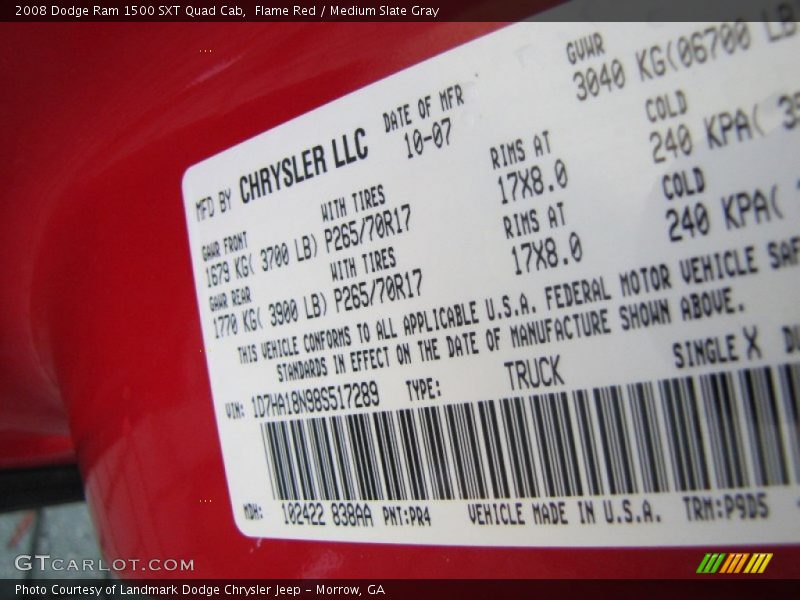 2008 Dodge Ram 1500 SXT Quad Cab,  Flame Red / Medium Slate Gray
MFD BY CHRYSLER LLC DATE OF MFR GVWR
10-07 3040 KG(06700 LB
GAWR FRONT WITH TIRES RIMS AT COLD
1679 KG( 3700 LB) P265/70R17 17X8.0 240 KPA(
GAWR REAR WITH TIRES RIMS AT COLD
1770 KG( 3900 LB) P265/70R17 17X8.0 240 KPA(
THIS VEHICLE CONFORMS TO ALL APPLICABLE U.S.A. FEDERAL MOTOR VEHICLE SAF
STANDARDS IN EFFECT ON THE DATE OF MANUFACTURE SHOWN ABOVE.
VIN: 1D7HA18N98S517289 TYPE: TRUCK SINGLE X
MDH: 102422 838AA PNT:PR4 VEHICLE MADE IN U.S.A. TRM:P9D5
GTCARLOT.COM
Photo Courtesy of Landmark Dodge Chrysler Jeep - Morrow, GA